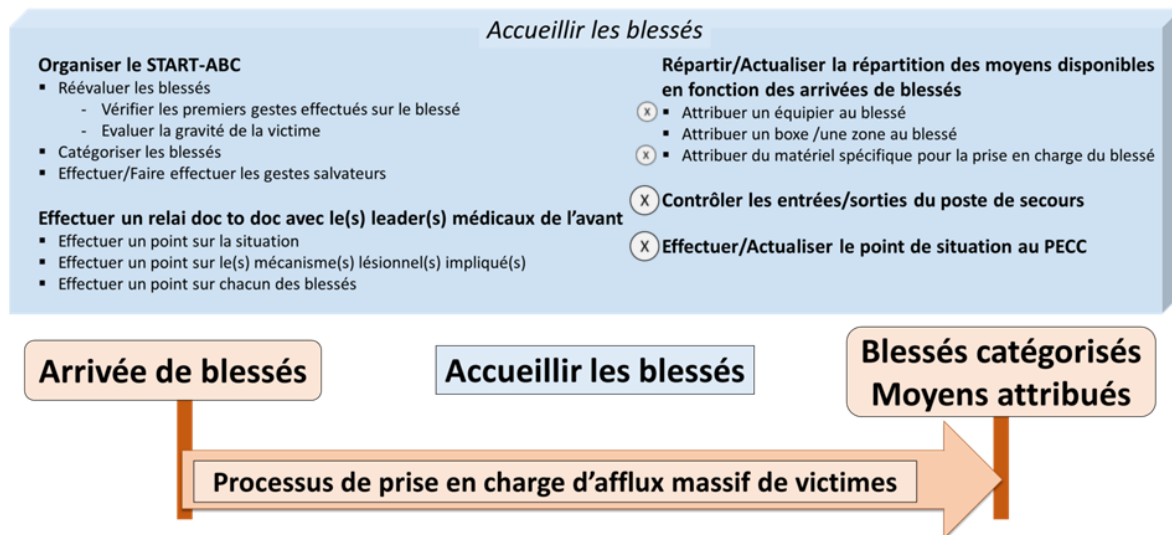 Accueillir les blessés
Organiser le START-ABC
▪ Réévaluer les blessés
- Vérifier les premiers gestes effectués sur le blessé
- Evaluer la gravité de la victime
▪ Catégoriser les blessés
▪ Effectuer/Faire effectuer les gestes salvateurs
Effectuer un relai doc to doc avec le(s) leader(s) médicaux de l'avant
▪ Effectuer un point sur la situation
▪ Effectuer un point sur le(s) mécanisme(s) lésionnel(s) impliqué(s)
▪ Effectuer un point sur chacun des blessés
Répartir/Actualiser la répartition des moyens disponibles
en fonction des arrivées de blessés
X ▪ Attribuer un équipier au blessé
▪ Attribuer un boxe /une zone au blessé
X ▪ Attribuer du matériel spécifique pour la prise en charge du blessé
X Contrôler les entrées/sorties du poste de secours
X Effectuer/Actualiser le point de situation au PECC
Arrivée de blessés
Accueillir les blessés
Blessés catégorisés
Moyens attribués
Processus de prise en charge d'afflux massif de victimes